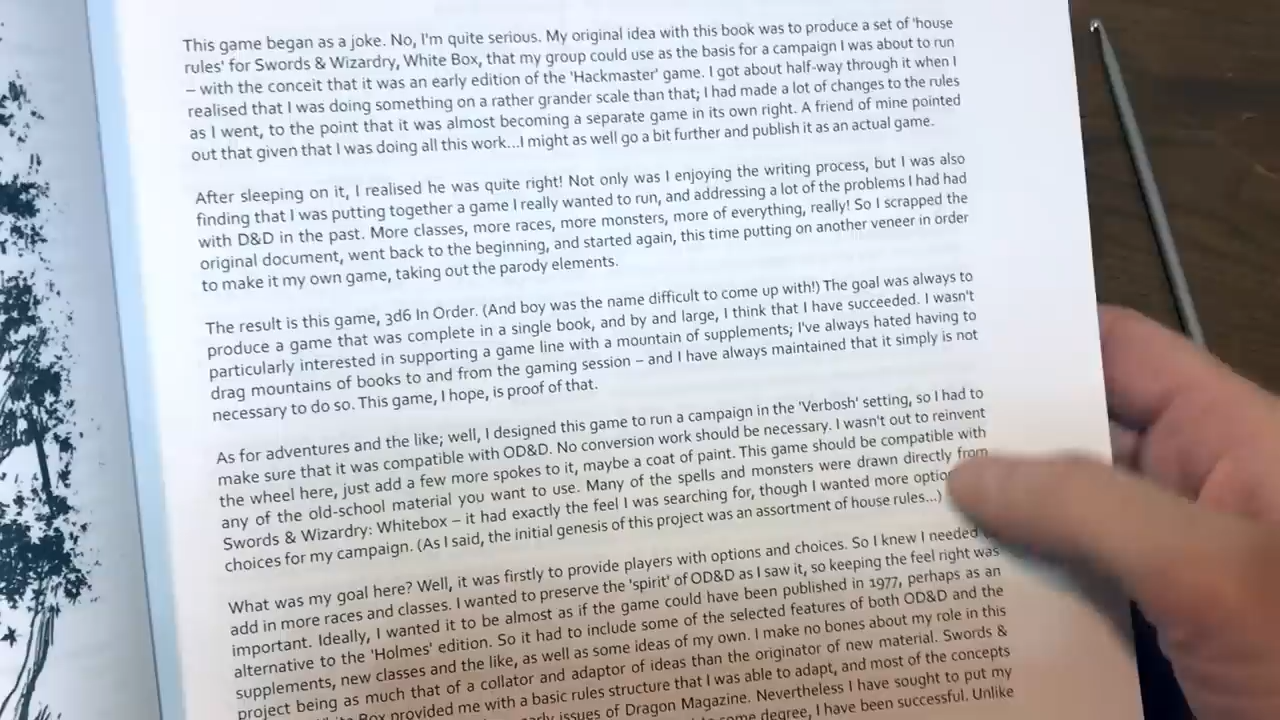 This game began as a joke. No, I'm quite serious. My original idea with this book was to produce a set of 'house
rules' for Swords & Wizardry, White Box, that my group could use as the basis for a campaign I was about to run
– with the conceit that it was an early edition of the 'Hackmaster' game. I got about half-way through it when I
realised that I was doing something on a rather grander scale than that; I had made a lot of changes to the rules
as I went, to the point that it was almost becoming a separate game in its own right. A friend of mine pointed
out that given that I was doing all this work...I might as well go a bit further and publish it as an actual game.
After sleeping on it, I realised he was quite right! Not only was I enjoying the writing process, but I was also
finding that I was putting together a game I really wanted to run, and addressing a lot of the problems I had had
with D&D in the past. More classes, more races, more monsters, more of everything, really! So I scrapped the
original document, went back to the beginning, and started again, this time putting on another veneer in order
to make it my own game, taking out the parody elements.
The result is this game, 3d6 In Order. (And boy was the name difficult to come up with!) The goal was always to
produce a game that was complete in a single book, and by and large, I think that I have succeeded. I wasn't
particularly interested in supporting a game line with a mountain of supplements; I've always hated having to
drag mountains of books to and from the gaming session – and I have always maintained that it simply is not
necessary to do so. This game, I hope, is proof of that.
As for adventures and the like; well, I designed this game to run a campaign in the 'Verbosh' setting, so I had to
make sure that it was compatible with OD&D. No conversion work should be necessary. I wasn't out to reinvent
the wheel here, just add a few more spokes to it, maybe a coat of paint. This game should be compatible with
any of the old-school material you want to use. Many of the spells and monsters were drawn directly from
Swords & Wizardry: Whitebox – it had exactly the feel I was searching for, though I wanted more
choices for my campaign. (As I said, the initial genesis of this project was an assortment of house rules...)
What was my goal here? Well, it was firstly to provide players with options and choices. So I knew I needed
add in more races and classes. I wanted to preserve the 'spirit' of OD&D as I saw it, so keeping the feel right was
important. Ideally, I wanted it to be almost as if the game could have been published in 1977, perhaps as an
alternative to the 'Holmes' edition. So it had to include some of the selected features of both OD&D and the
supplements, new classes and the like, as well as some ideas of my own. I make no bones about my role in this
project being as much that of a collator and adaptor of ideas than the originator of new material. Swords &
Box provided me with a basic rules structure that I was able to adapt, and most of the concepts
early issues of Dragon Magazine. Nevertheless I have sought to put my
some degree, I have been successful. Unlike